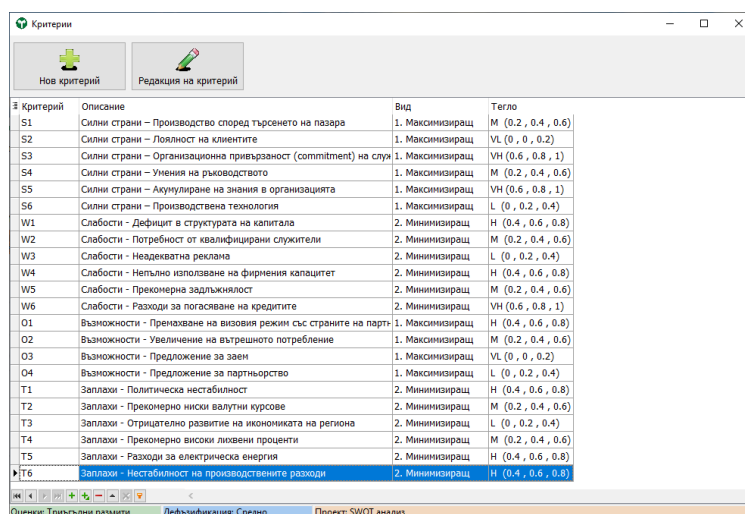 Критерии
Нов критерий Редакция на критерий
Критерий Описание Вид Тегло
S1 Силни страни – Производство според търсенето на пазара 1. Максимизиращ M (0.2 , 0.4 , 0.6)
S2 Силни страни – Лоялност на клиентите 1. Максимизиращ VL (0 , 0 , 0.2)
S3 Силни страни – Организационна привързаност (commitment) на служ 1. Максимизиращ VH (0.6 , 0.8 , 1)
S4 Силни страни – Умения на ръководството 1. Максимизиращ M (0.2 , 0.4 , 0.6)
S5 Силни страни – Акумулиране на знания в организацията 1. Максимизиращ VH (0.6 , 0.8 , 1)
S6 Силни страни – Производствена технология 1. Максимизиращ L (0 , 0.2 , 0.4)
W1 Слабости - Дефицит в структурата на капитала 2. Минимизиращ H (0.4 , 0.6 , 0.8)
W2 Слабости - Потребност от квалифицирани служители 2. Минимизиращ M (0.2 , 0.4 , 0.6)
W3 Слабости - Неадекватна реклама 2. Минимизиращ L (0 , 0.2 , 0.4)
W4 Слабости - Непълно използване на фирмения капацитет 2. Минимизиращ H (0.4 , 0.6 , 0.8)
W5 Слабости - Прекомерна задлъжнялост 2. Минимизиращ M (0.2 , 0.4 , 0.6)
W6 Слабости - Разходи за погасяване на кредитите 2. Минимизиращ VH (0.6 , 0.8 , 1)
O1 Възможности - Премахване на визовия режим със страните на партн 1. Максимизиращ H (0.4 , 0.6 , 0.8)
O2 Възможности - Увеличение на вътрешното потребление 1. Максимизиращ M (0.2 , 0.4 , 0.6)
O3 Възможности - Предложение за заем 1. Максимизиращ VL (0 , 0 , 0.2)
O4 Възможности - Предложение за партньорство 1. Максимизиращ L (0 , 0.2 , 0.4)
T1 Заплахи - Политическа нестабилност 2. Минимизиращ H (0.4 , 0.6 , 0.8)
T2 Заплахи - Прекомерно ниски валутни курсове 2. Минимизиращ M (0.2 , 0.4 , 0.6)
T3 Заплахи - Отрицателно развитие на икономиката на региона 2. Минимизиращ L (0 , 0.2 , 0.4)
T4 Заплахи - Прекомерно високи лихвени проценти 2. Минимизиращ M (0.2 , 0.4 , 0.6)
T5 Заплахи - Разходи за електрическа енергия 2. Минимизиращ H (0.4 , 0.6 , 0.8)
T6 Заплахи - Нестабилност на производствените разходи 2. Минимизиращ H (0.4 , 0.6 , 0.8)
Оценки: Триъгълни размити Дефъзификация: Средно Проект: SWOT анализ